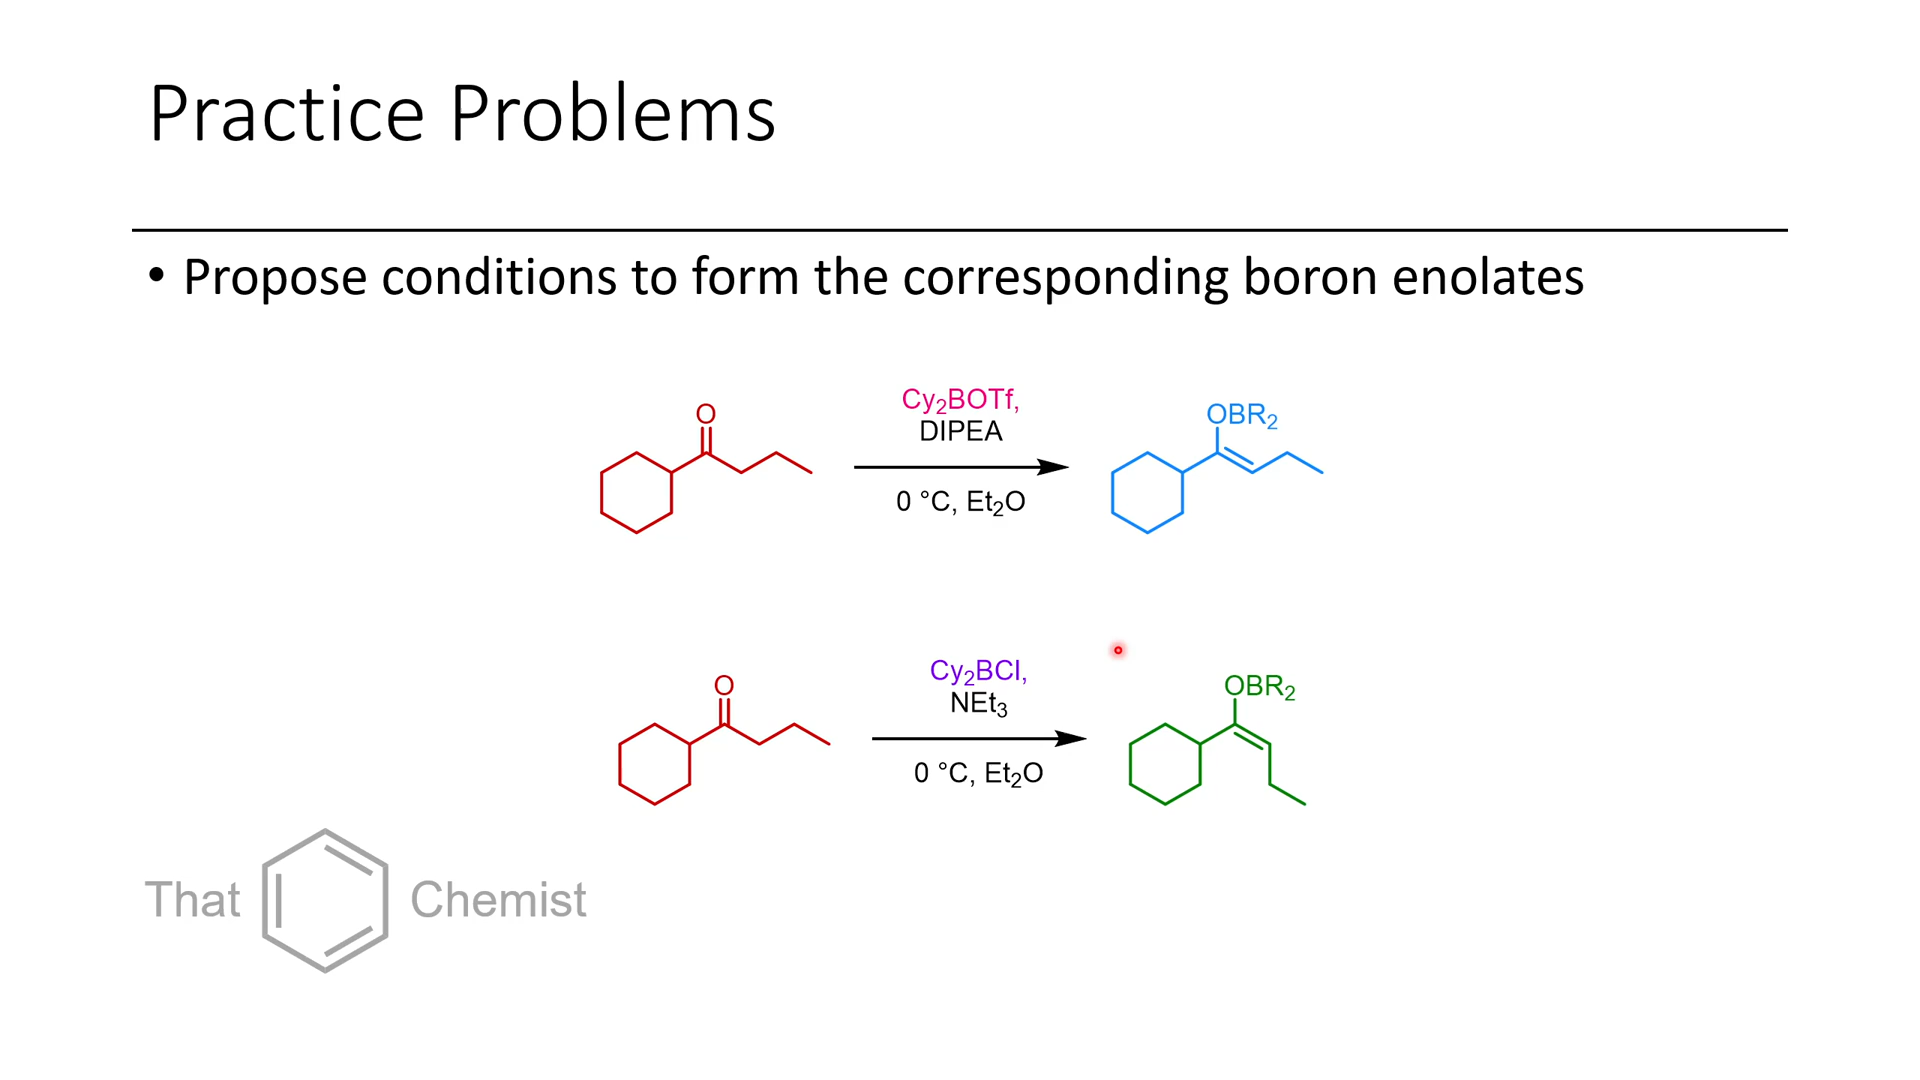 Practice Problems
• Propose conditions to form the corresponding boron enolates
O
Cy₂BOTf,
DIPEA
0 °C, Et₂O
OBR₂
O
Cy₂BCl,
NEt₃
0 °C, Et₂O
OBR₂
That Chemist